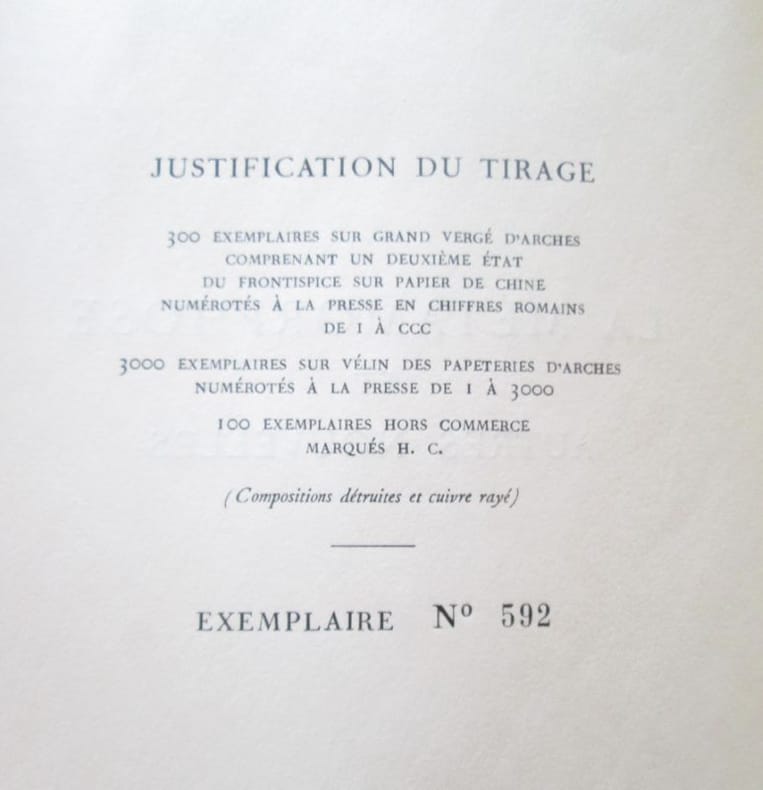 JUSTIFICATION DU TIRAGE
300 EXEMPLAIRES SUR GRAND VERGÉ D'ARCHES
COMPRENANT UN DEUXIÈME ÉTAT
DU FRONTISPICE SUR PAPIER DE CHINE
NUMÉROTÉS À LA PRESSE EN CHIFFRES ROMAINS
DE I À CCC
3000 EXEMPLAIRES SUR VÉLIN DES PAPETERIES D'ARCHES
NUMÉROTÉS À LA PRESSE DE 1 À 3000
100 EXEMPLAIRES HORS COMMERCE
MARQUÉS H. C.
(Compositions détruites et cuivre rayé)
EXEMPLAIRE Nº 592